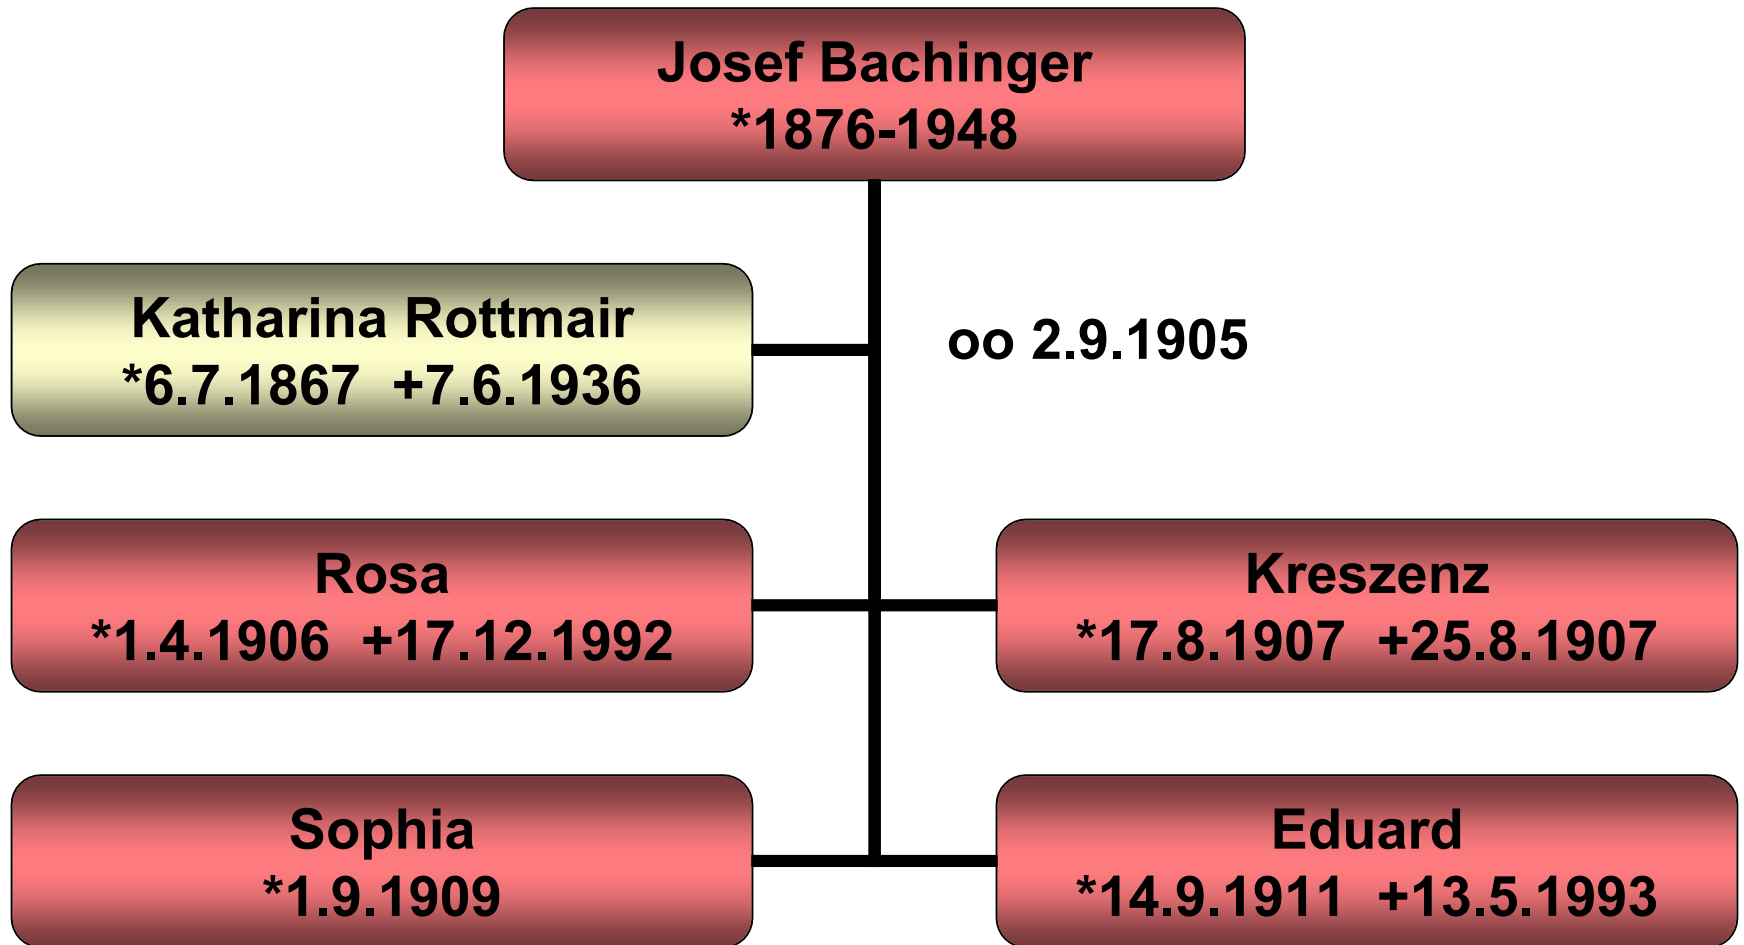 Josef Bachinger
*1876-1948
Katharina Rottmair
*6.7.1867  +7.6.1936
oo 2.9.1905
Rosa
*1.4.1906  +17.12.1992
Kreszenz
*17.8.1907  +25.8.1907
Sophia
*1.9.1909
Eduard
*14.9.1911  +13.5.1993